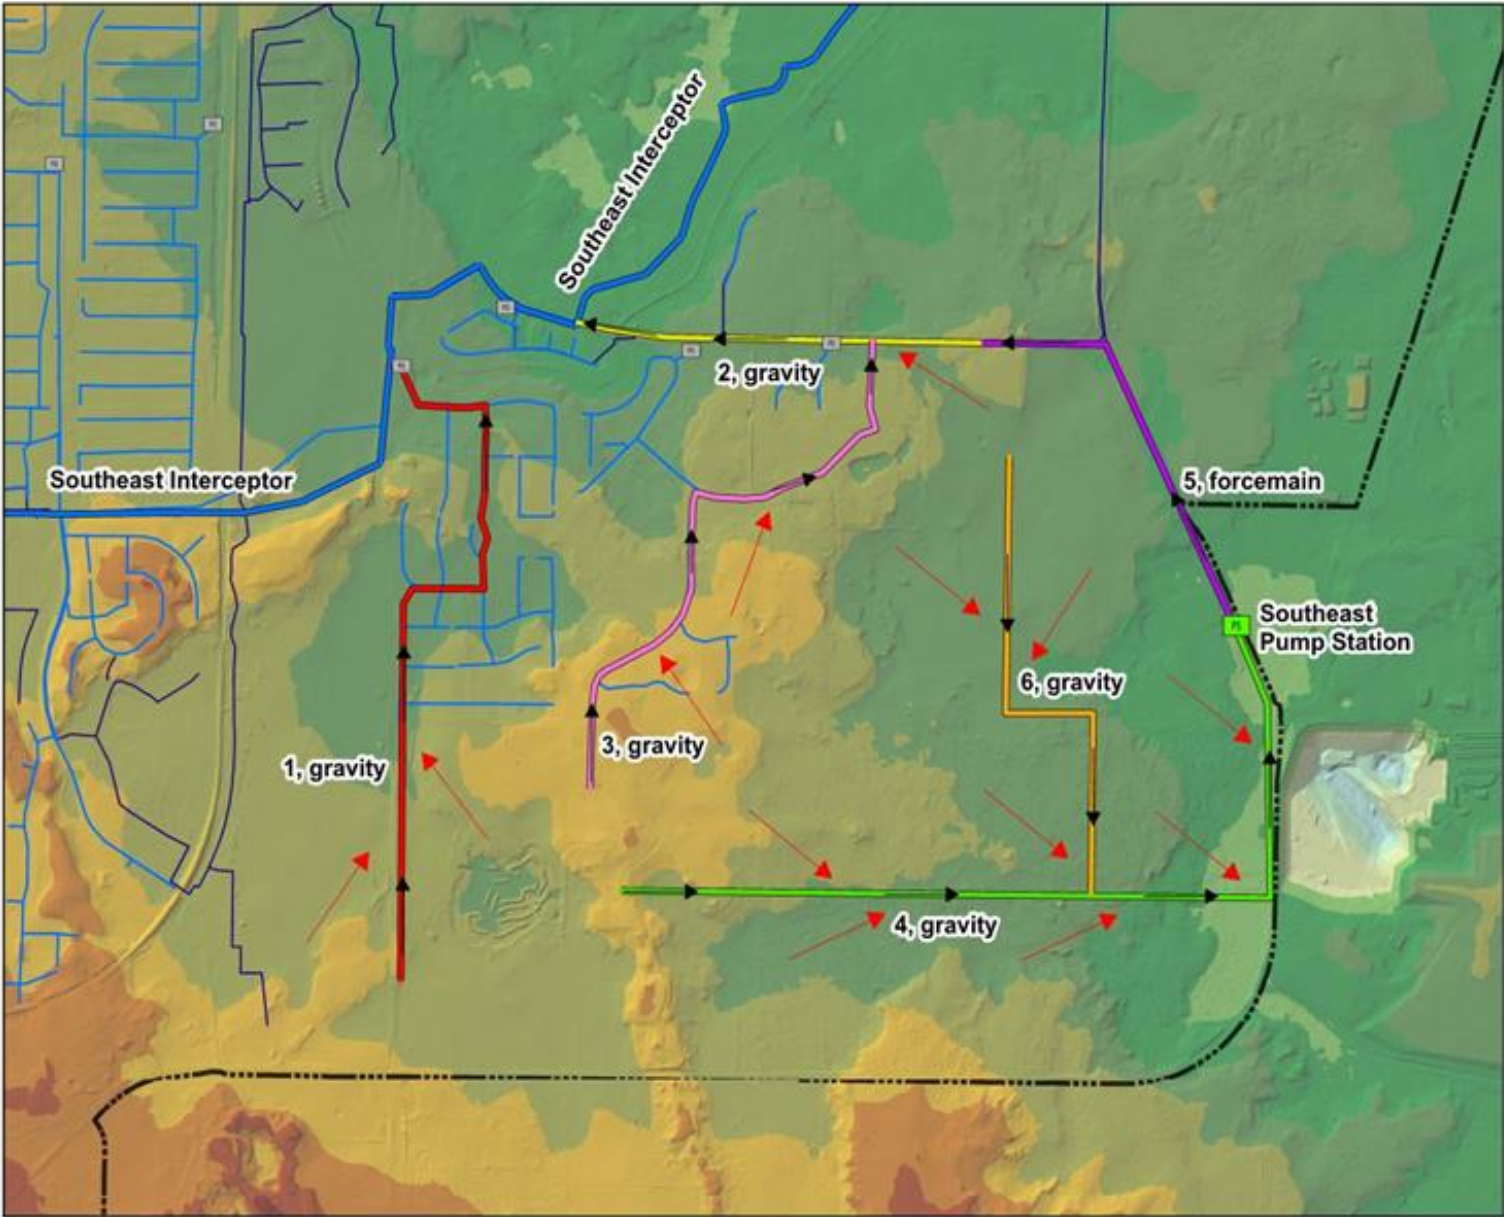 Southeast Interceptor
2, gravity
Southeast Interceptor
5, forcemain
Southeast
Pump Station
PS
6, gravity
3, gravity
1, gravity
4, gravity